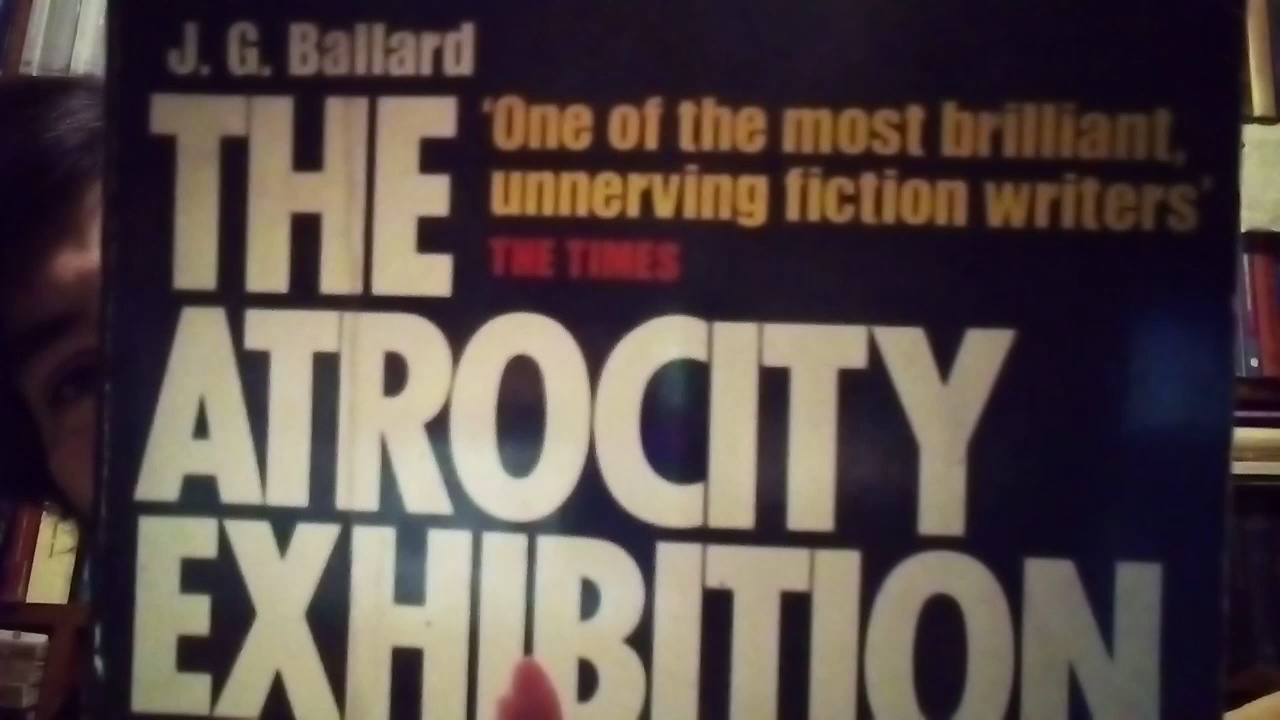 J. G. Ballard
THE
'One of the most brilliant,
unnerving fiction writers'
THE TIMES
ATROCITY
EXHIBITION